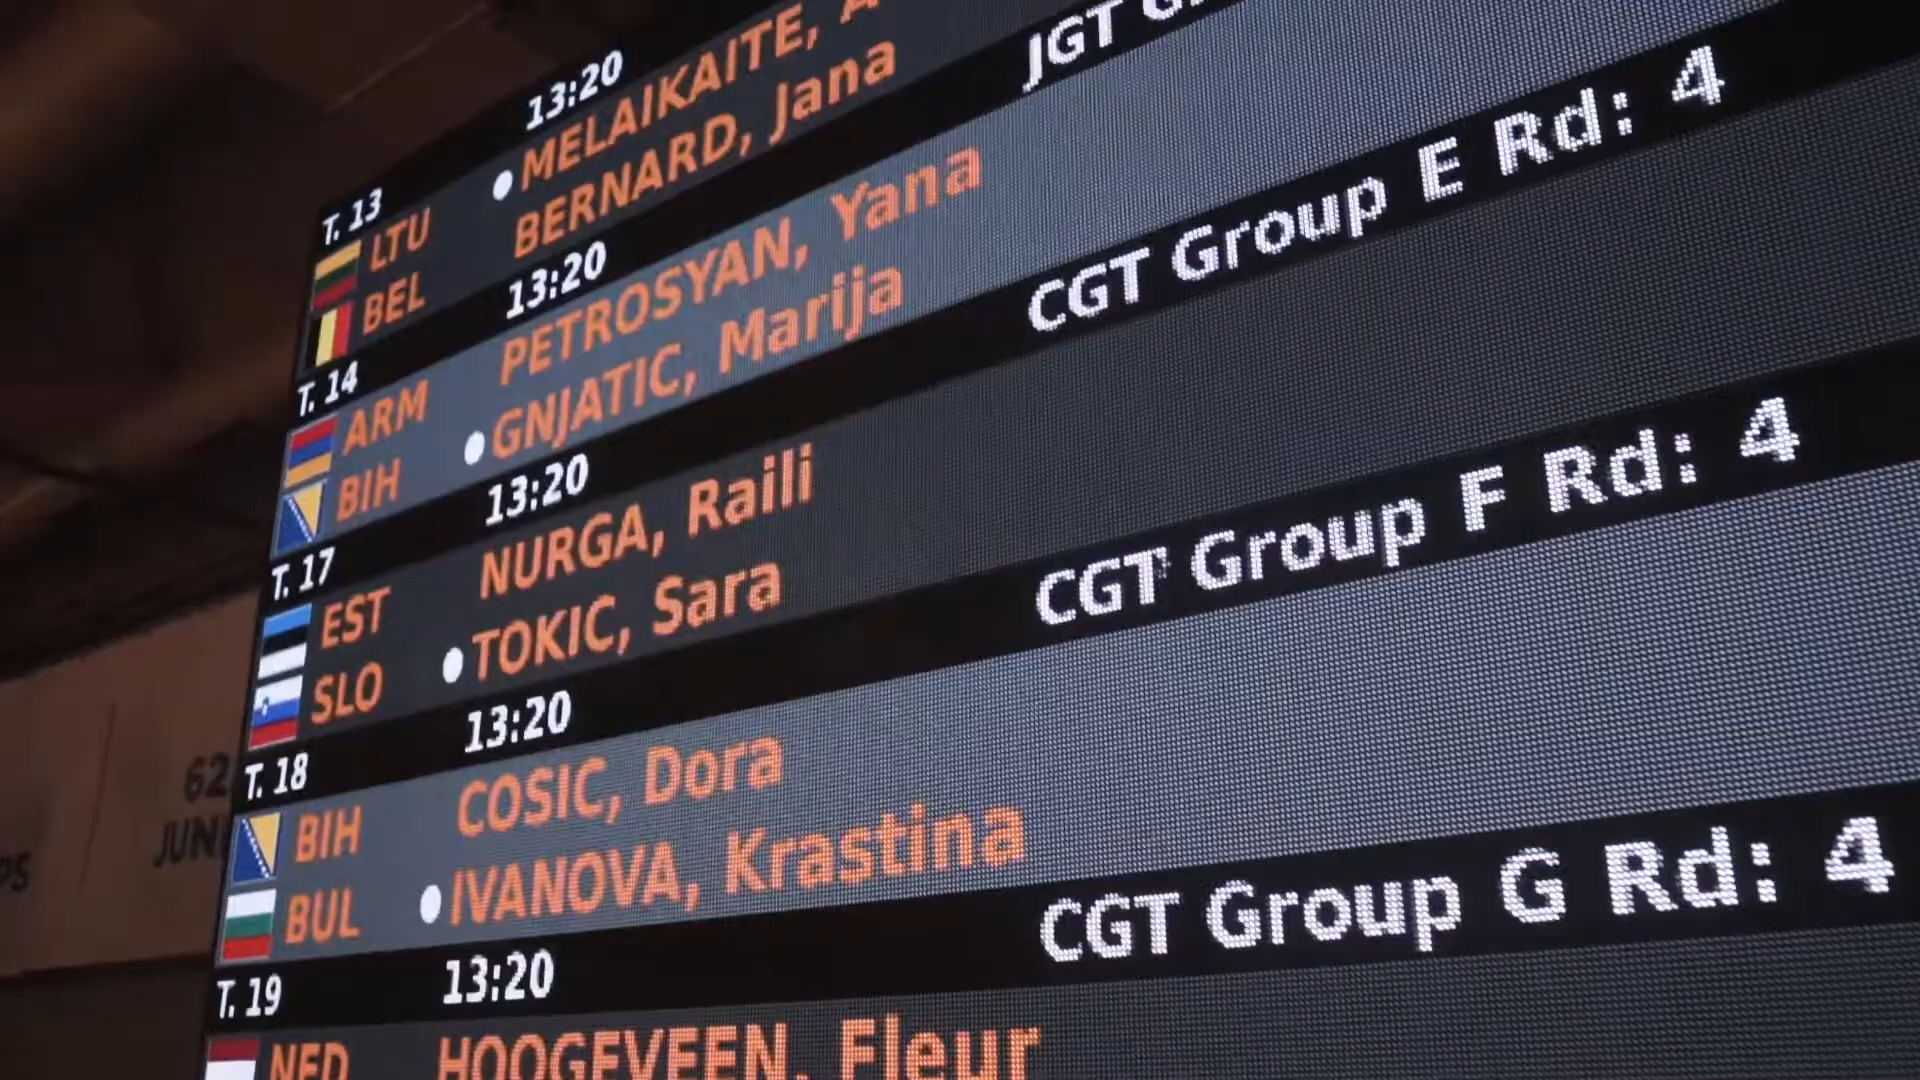 13:20
T. 13
LTU MELAIKAITE,
BEL BERNARD, Jana
13:20 JGT
T. 14
ARM PETROSYAN, Yana
BIH GNJATIC, Marija
13:20 CGT Group E Rd: 4
T. 17
EST NURGA, Raili
SLO TOKIC, Sara
13:20 CGT Group F Rd: 4
T. 18
BIH COSIC, Dora
BUL IVANOVA, Krastina
T. 19 13:20 CGT Group G Rd: 4
NED HOOGEVEEN, Fleur
62